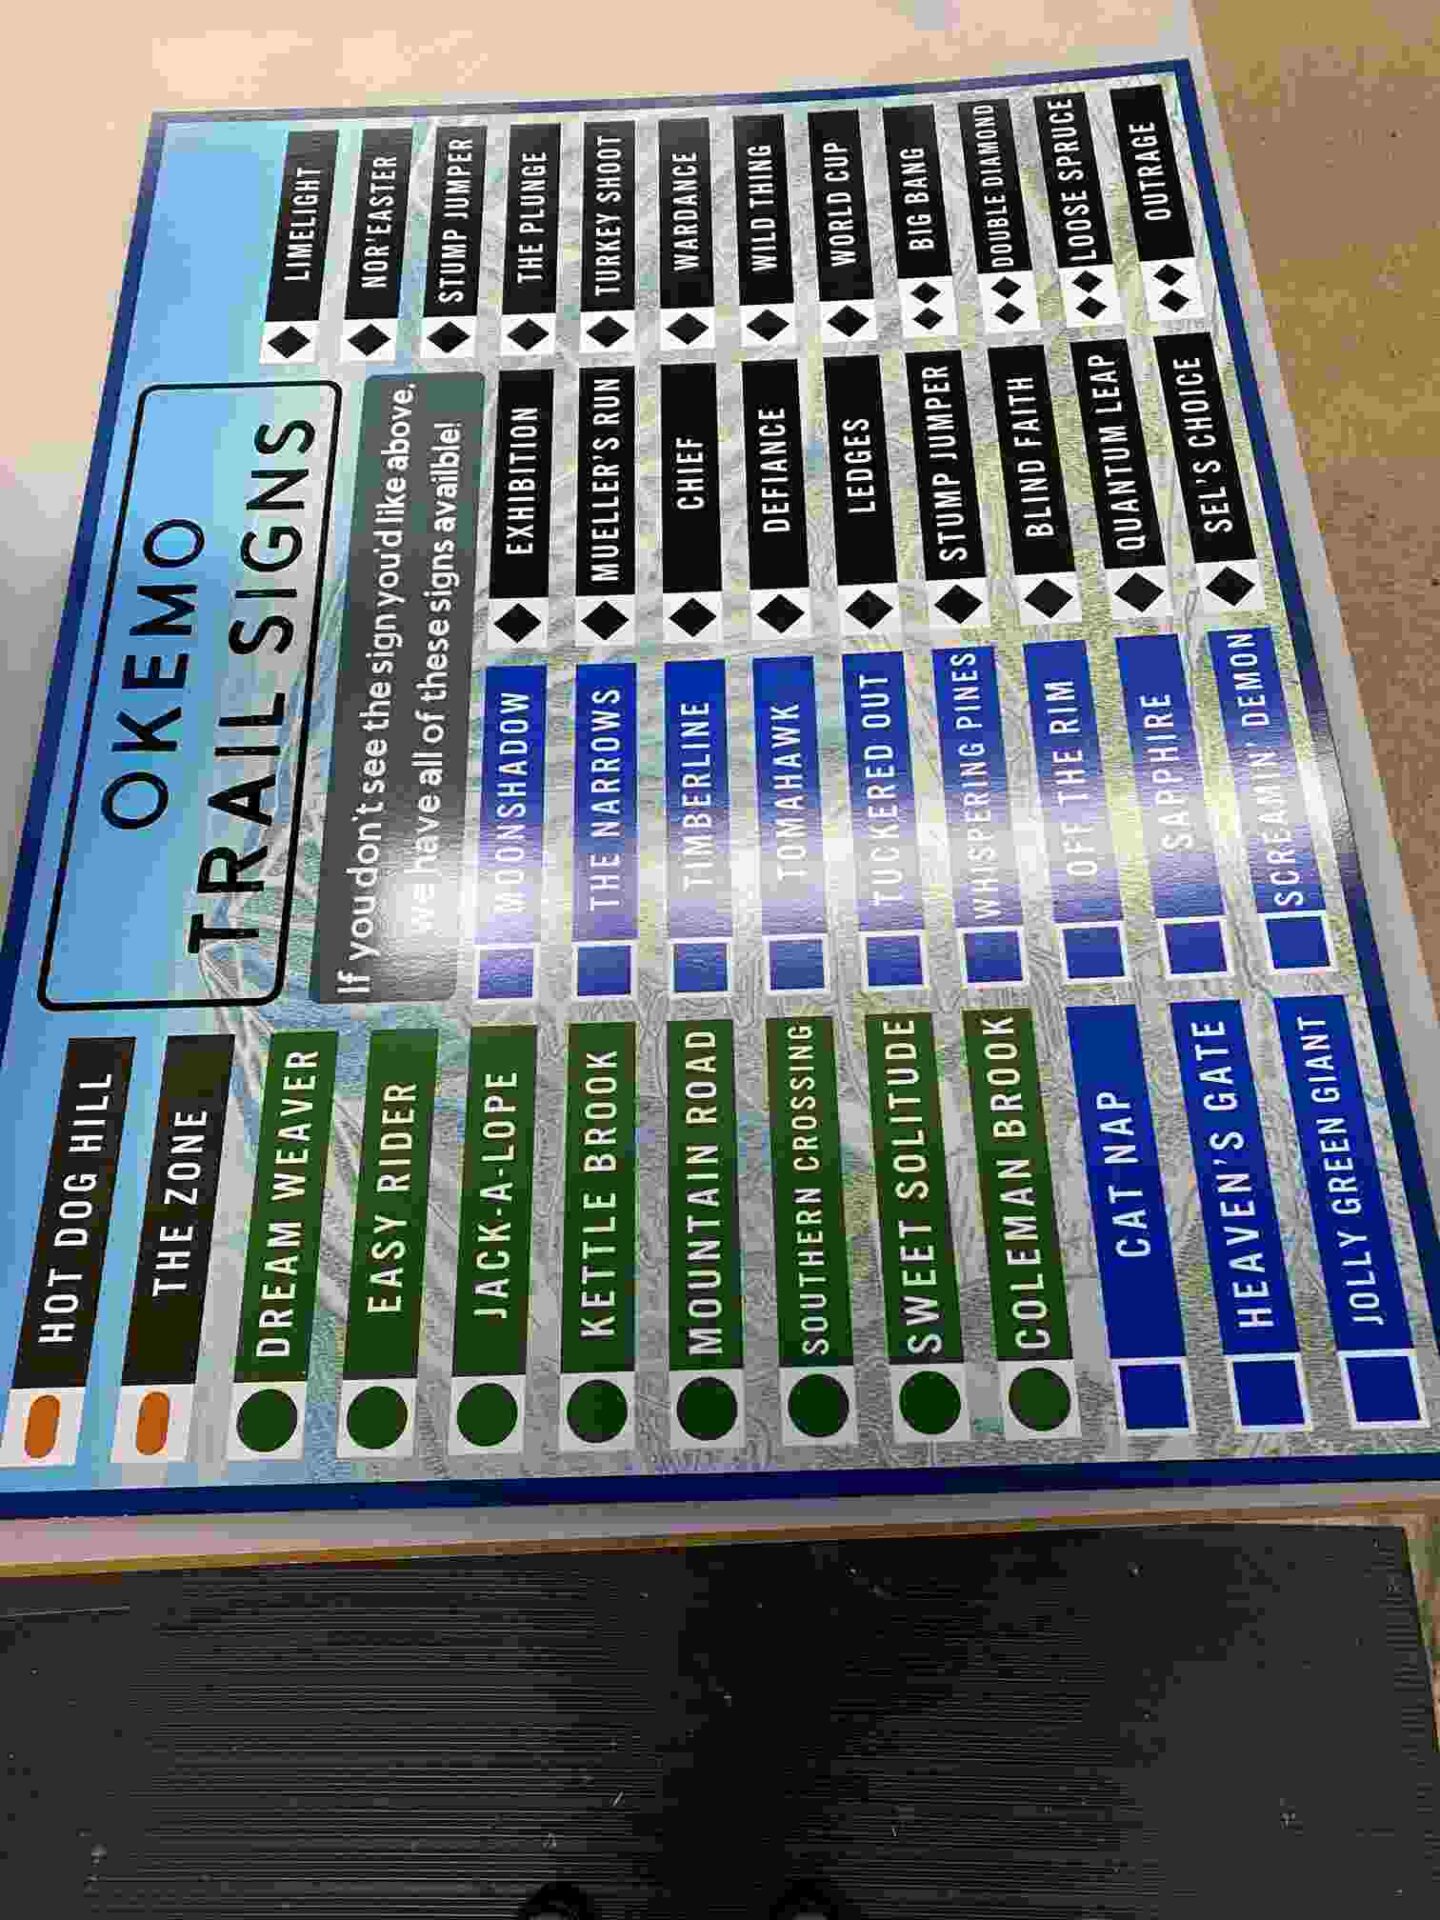 OKEMO
TRAIL SIGNS
If you don't see the sign you'd like above,
we have all of these signs availble!
HOT DOG HILL
THE ZONE
DREAM WEAVER
EASY RIDER
JACK-A-LOPE
KETTLE BROOK
MOUNTAIN ROAD
SOUTHERN CROSSING
SWEET SOLITUDE
COLEMAN BROOK
CAT NAP
HEAVEN'S GATE
JOLLY GREEN GIANT
MOONSHADOW
THE NARROWS
TIMBERLINE
TOMAHAWK
TUCKERED OUT
WHISPERING PINES
OFF THE RIM
SAPPHIRE
SCREAMIN' DEMON
EXHIBITION
MUELLER'S RUN
CHIEF
DEFIANCE
LEDGES
STUMP JUMPER
BLIND FAITH
QUANTUM LEAP
SEL'S CHOICE
LIMELIGHT
NOR'EASTER
STUMP JUMPER
THE PLUNGE
TURKEY SHOOT
WARDANCE
WILD THING
WORLD CUP
BIG BANG
DOUBLE DIAMOND
LOOSE SPRUCE
OUTRAGE